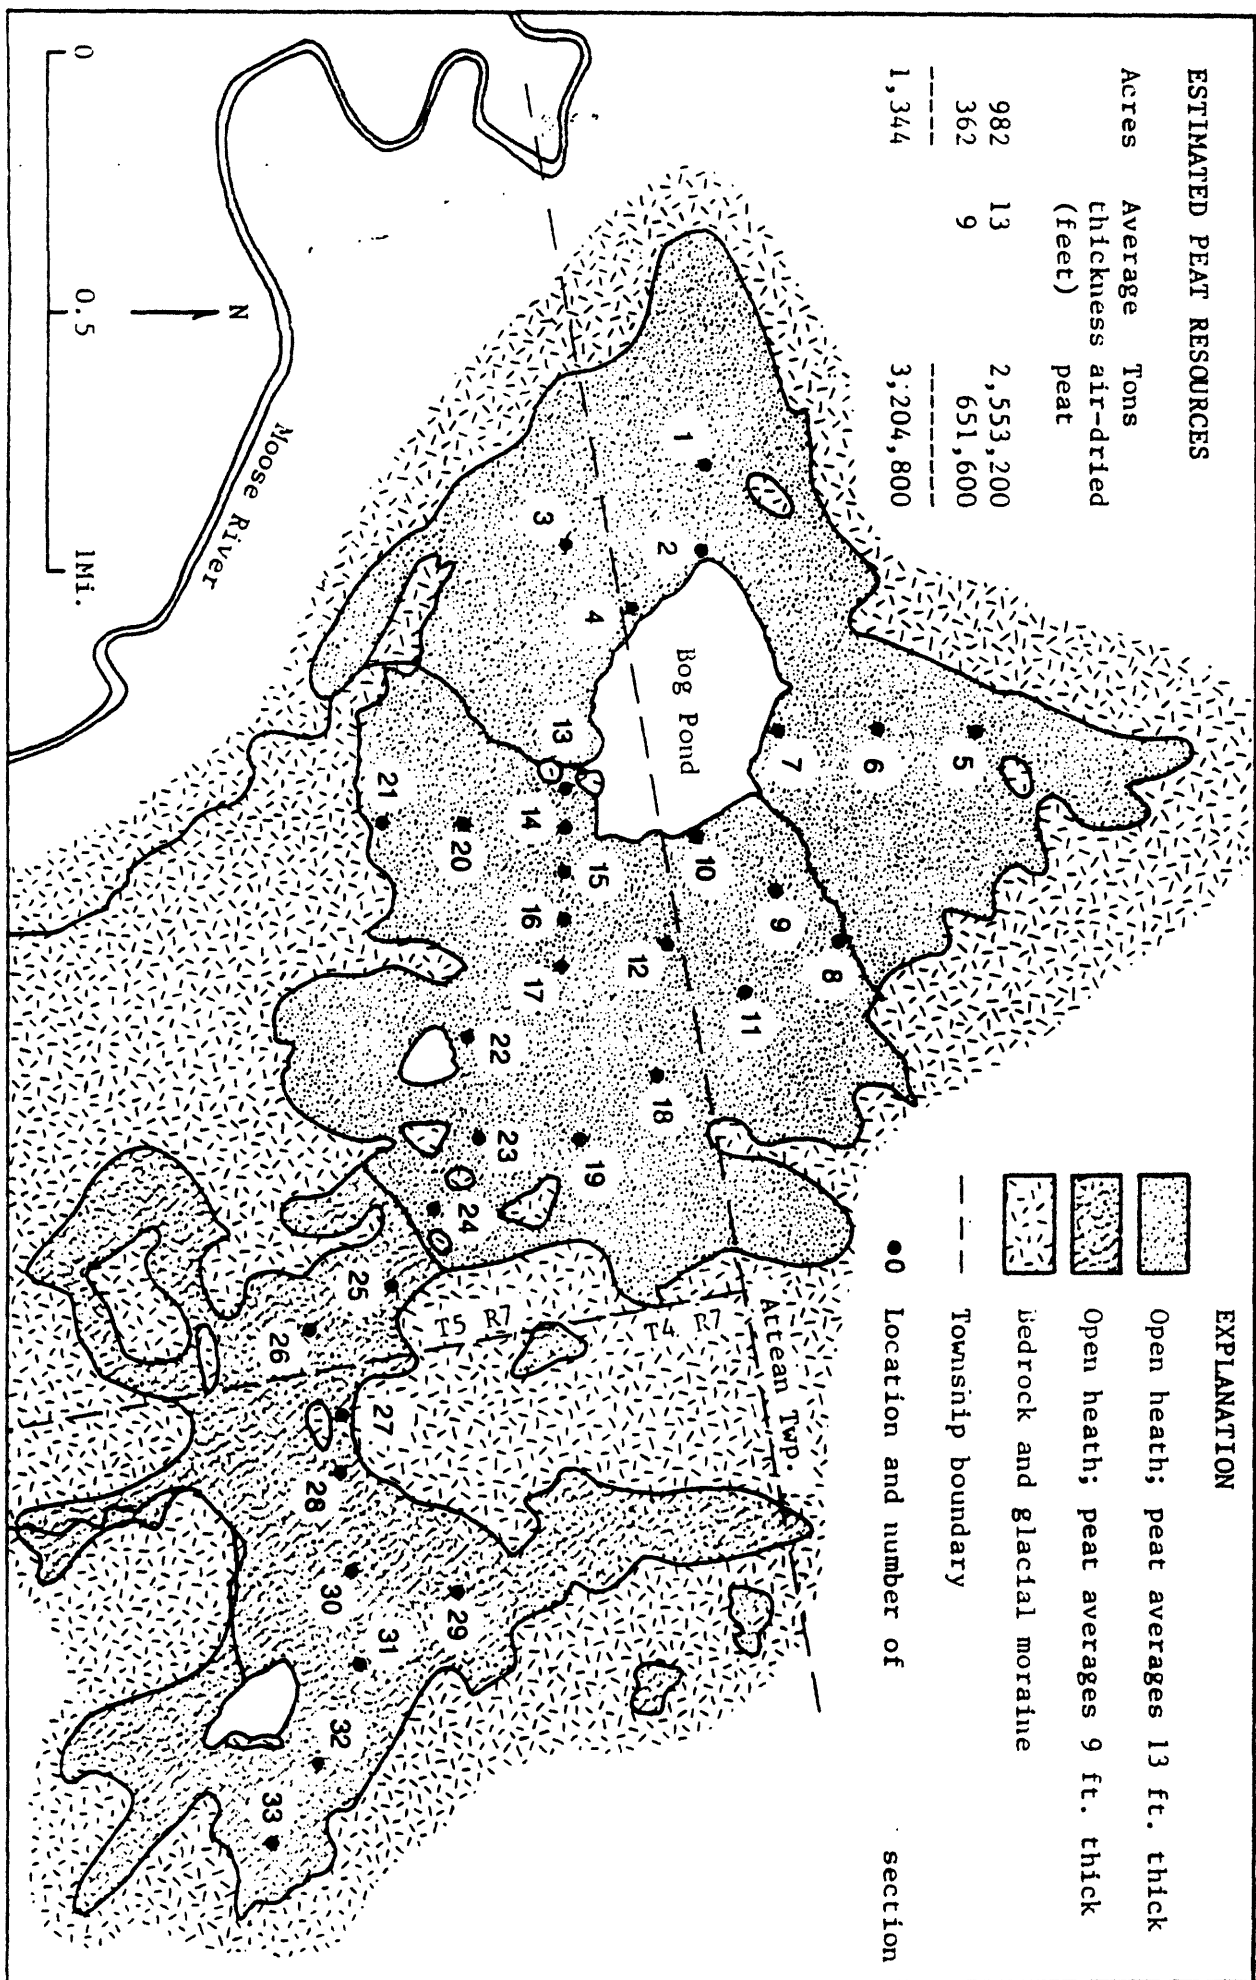 ESTIMATED PEAT RESOURCES
Acres Average Tons
thickness air-dried
(feet) peat
982 13 2,553,200
362 9 651,600
---- ---------
1,344 3,204,800
EXPLANATION
Open heath; peat averages 13 ft. thick
Open heath; peat averages 9 ft. thick
Bedrock and glacial moraine
Township boundary
0 Location and number of section
Attean Twp.
T4 R7
T5 R7
Bog Pond
Moose River
N
0 0.5 1Mi.
1
2
3
4
5
6
7
8
9
10
11
12
13
14
15
16
17
18
19
20
21
22
23
24
25
26
27
28
29
30
31
32
33